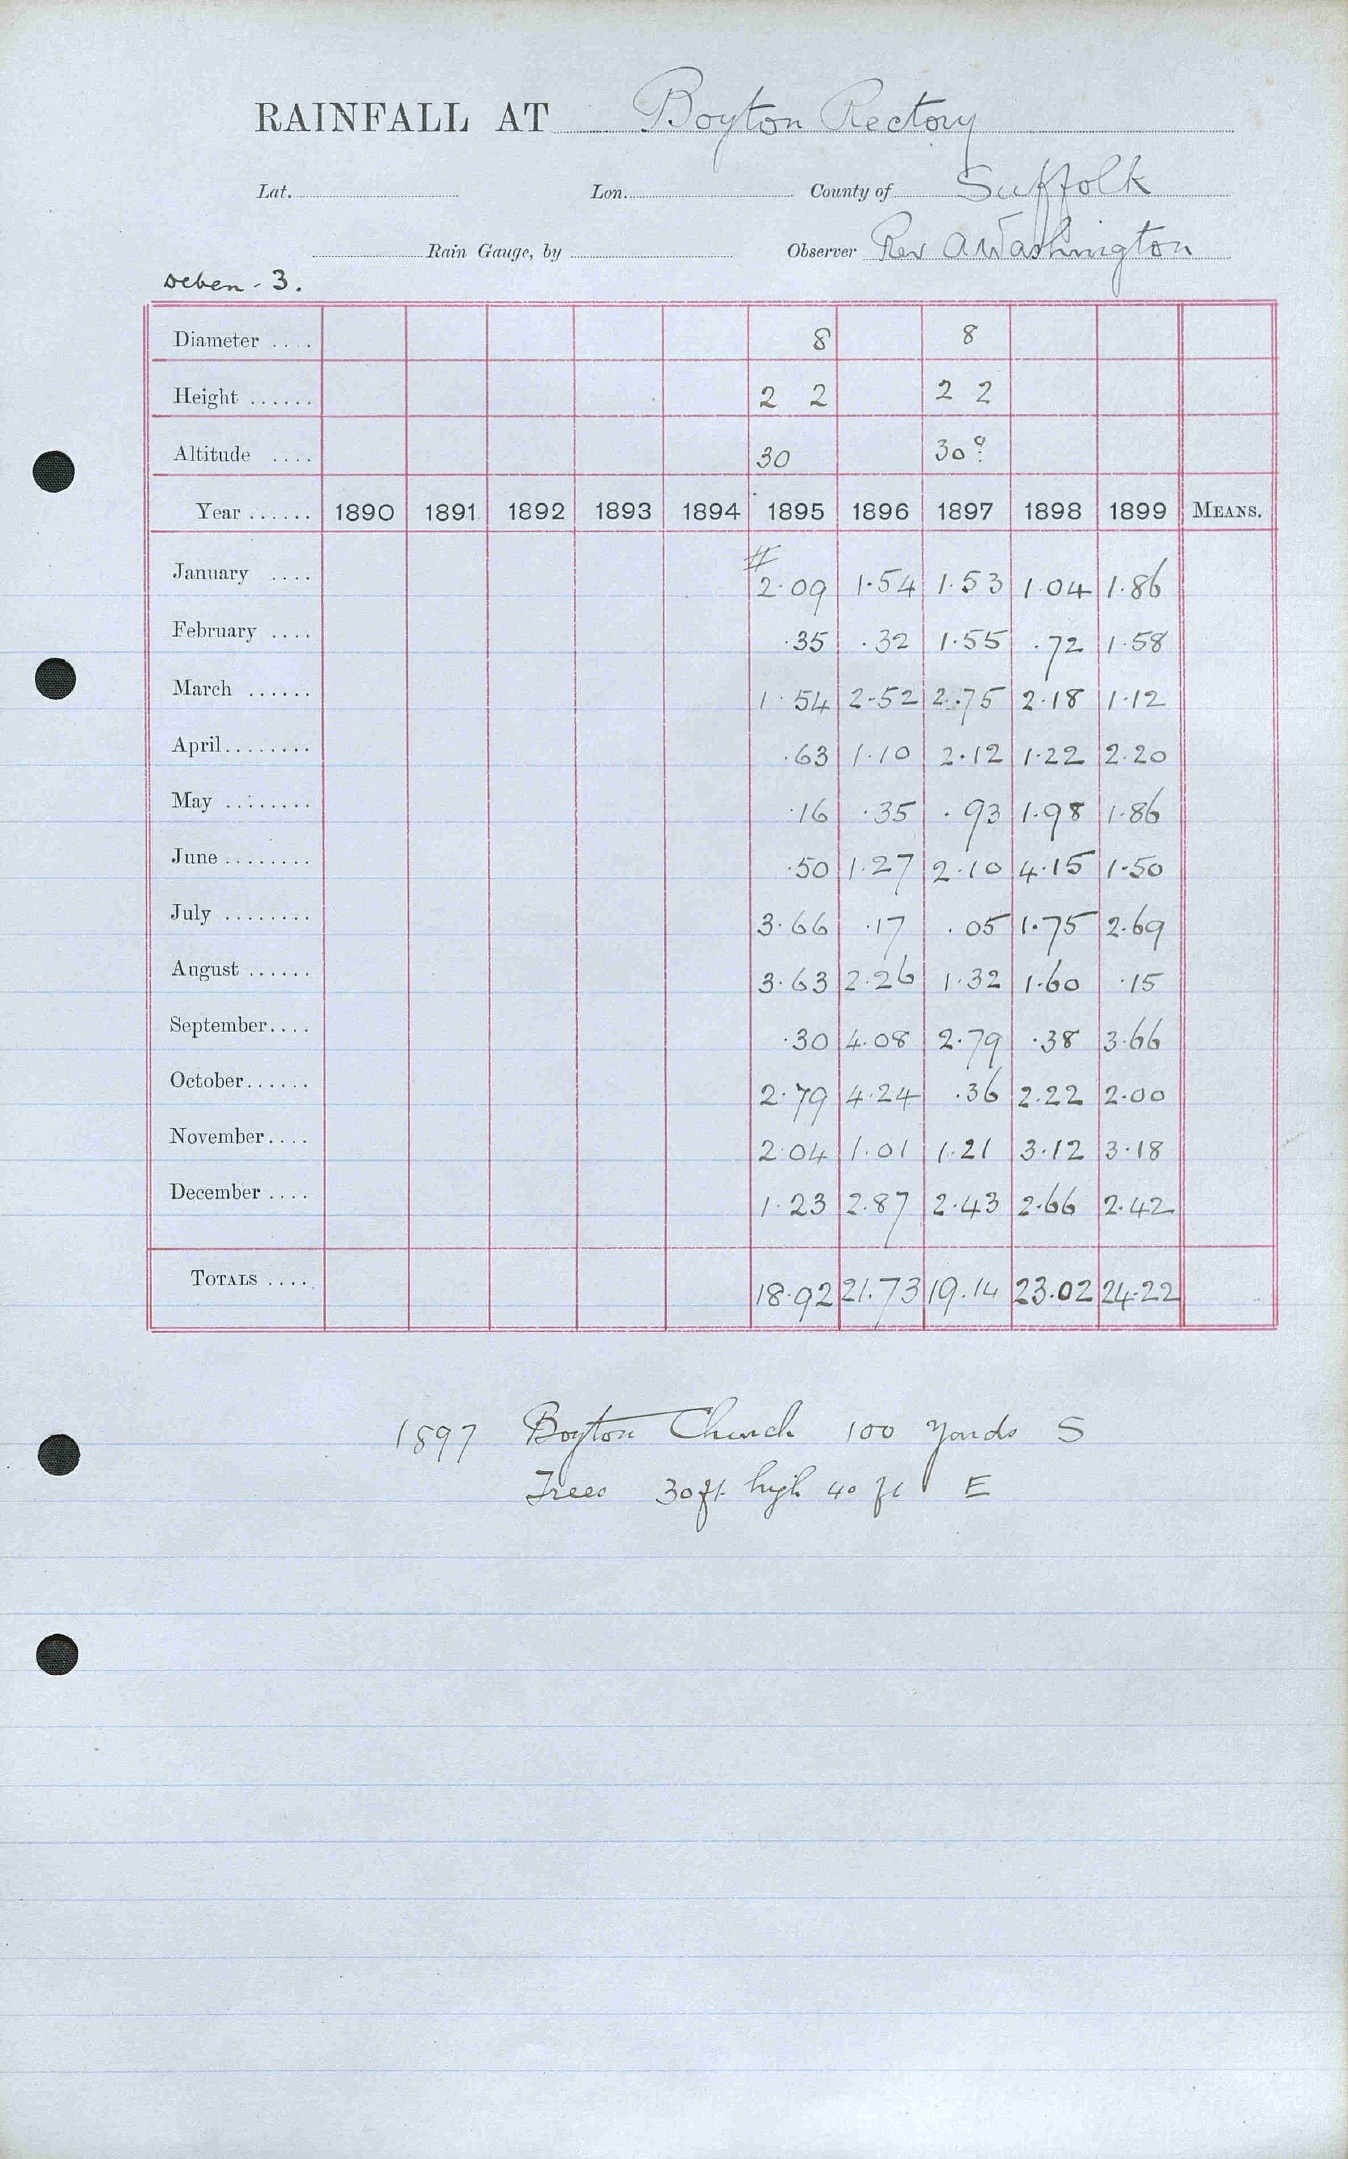 RAINFALL AT Boyton Rectory
Lat. Lon. County of Suffolk
Rain Gauge, by Observer Rev A Washington
Deben - 3.
Diameter .... 8 8
Height ...... 2 2 2 2
Altitude .... 30 30?
Year ...... 1890 1891 1892 1893 1894 1895 1896 1897 1898 1899 MEANS.
#
January .... 2.09 1.54 1.53 1.04 1.86
February .... .35 .32 1.55 .72 1.58
March ...... 1.54 2.52 2.75 2.18 1.12
April........ .63 1.10 2.12 1.22 2.20
May ........ .16 .35 .93 1.98 1.86
June ........ .50 1.27 2.10 4.15 1.50
July ........ 3.66 .17 .05 1.75 2.69
August ...... 3.63 2.26 1.32 1.60 .15
September.... .30 4.08 2.79 .38 3.66
October...... 2.79 4.24 .36 2.22 2.00
November.... 2.04 1.01 1.21 3.12 3.18
December .... 1.23 2.87 2.43 2.66 2.42
TOTALS .... 18.92 21.73 19.14 23.02 24.22
1897 Boyton Church 100 yards S
Trees 30ft high 40 ft E